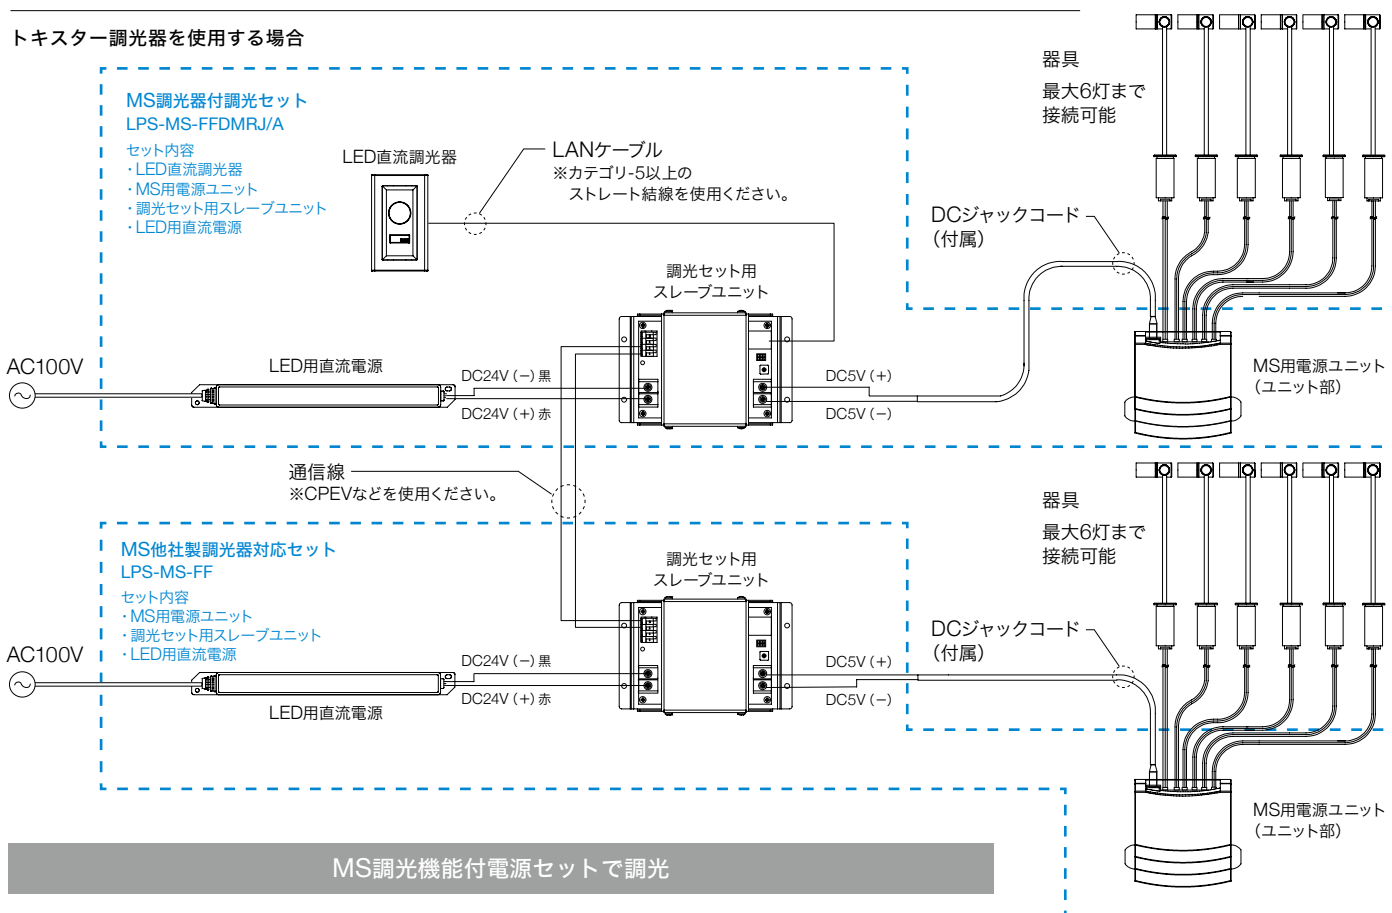 トキスター調光器を使用する場合
MS調光器付調光セット
LPS-MS-FFDMRJ/A
セット内容
・LED直流調光器
・MS用電源ユニット
・調光セット用スレーブユニット
・LED用直流電源
LED直流調光器
LANケーブル
※カテゴリ-5以上の
ストレート結線を使用ください。
器具
最大6灯まで
接続可能
DCジャックコード
（付属）
調光セット用
スレーブユニット
AC100V
LED用直流電源
DC24V（−）黒
DC24V（+）赤
DC5V（+）
DC5V（−）
MS用電源ユニット
（ユニット部）
通信線
※CPEVなどを使用ください。
MS他社製調光器対応セット
LPS-MS-FF
セット内容
・MS用電源ユニット
・調光セット用スレーブユニット
・LED用直流電源
調光セット用
スレーブユニット
器具
最大6灯まで
接続可能
DCジャックコード
（付属）
AC100V
LED用直流電源
DC24V（−）黒
DC24V（+）赤
DC5V（+）
DC5V（−）
MS用電源ユニット
（ユニット部）
MS調光機能付電源セットで調光